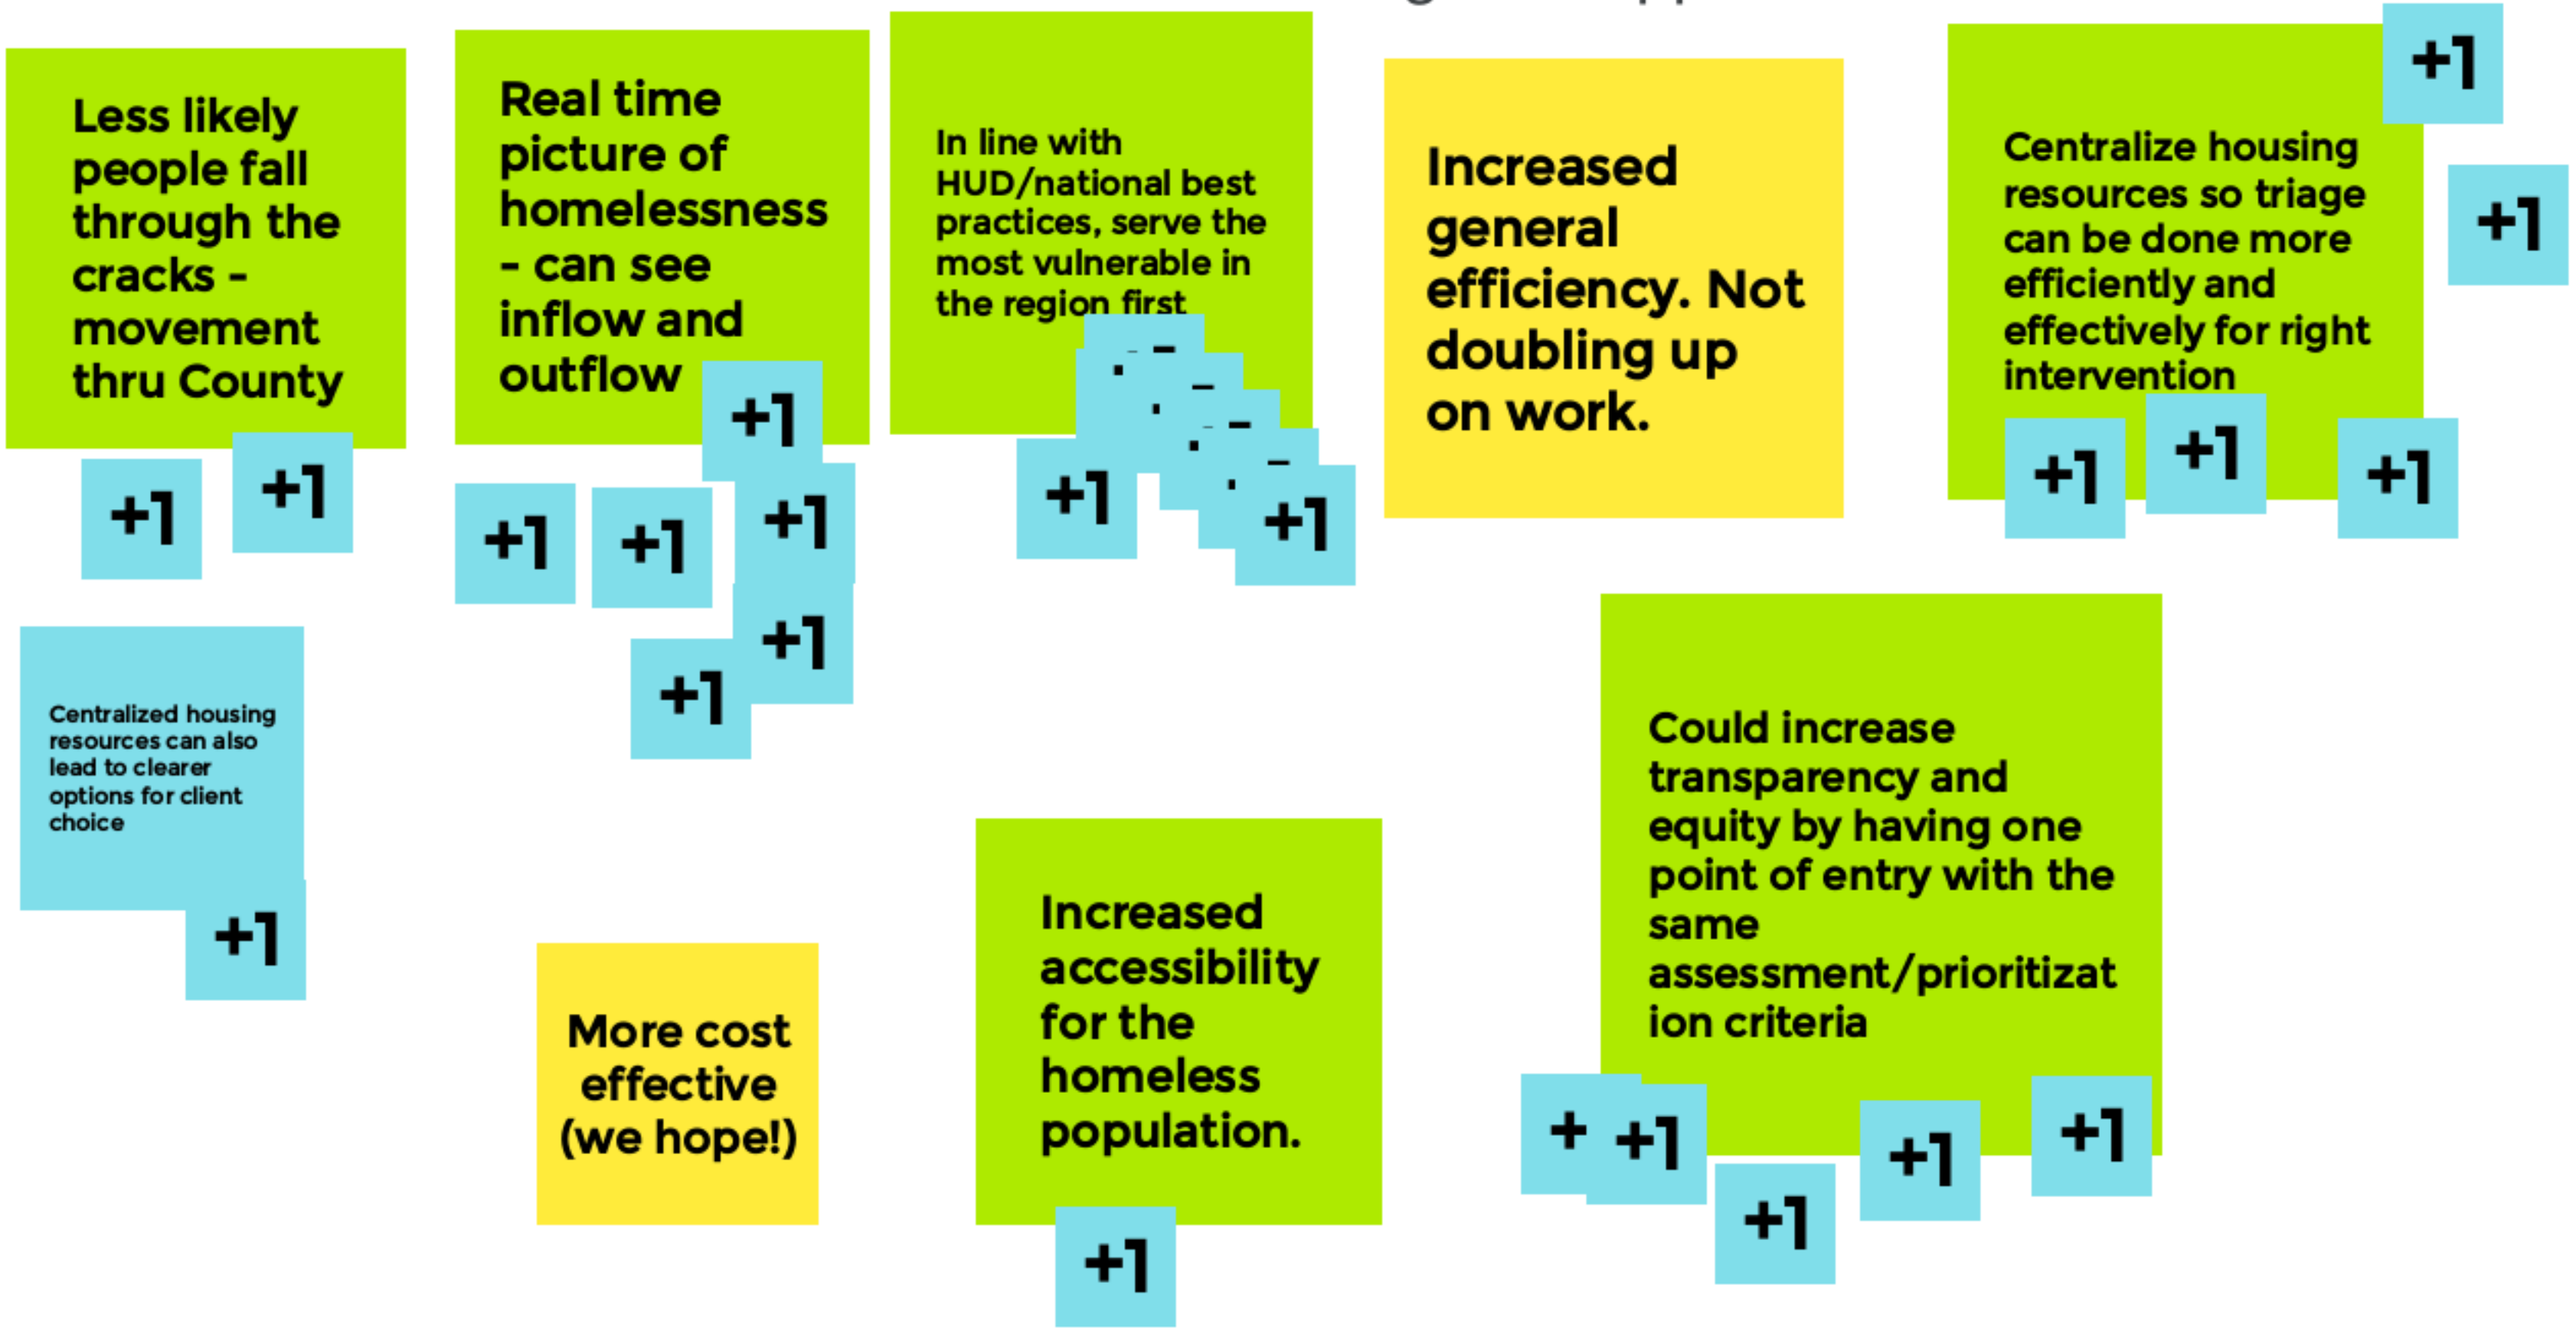 Less likely
people fall
through the
cracks -
movement
thru County
+1
+1
Real time
picture of
homelessness
- can see
inflow and
outflow
+1
+1
+1
+1
+1
+1
In line with
HUD/national best
practices, serve the
most vulnerable in
the region first
+1
+1
Increased
general
efficiency. Not
doubling up
on work.
+1
+1
Centralize housing
resources so triage
can be done more
efficiently and
effectively for right
intervention
+1
+1
+1
Centralized housing
resources can also
lead to clearer
options for client
choice
+1
More cost
effective
(we hope!)
Increased
accessibility
for the
homeless
population.
+1
Could increase
transparency and
equity by having one
point of entry with the
same
assessment/prioritizat
ion criteria
+
+1
+1
+1
+1